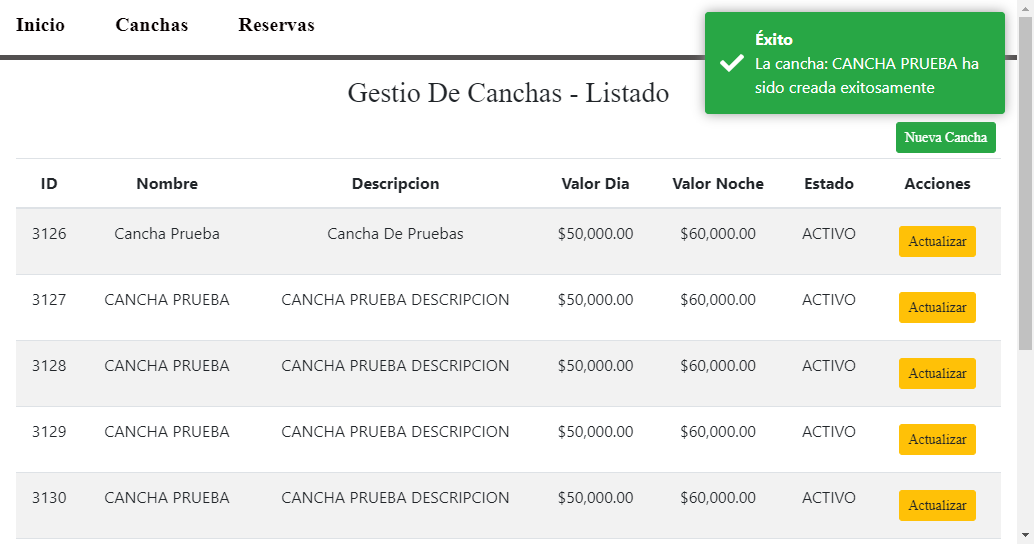 Inicio Canchas Reservas
Éxito
La cancha: CANCHA PRUEBA ha
sido creada exitosamente
Gestio De Canchas - Listado
Nueva Cancha
ID Nombre Descripcion Valor Dia Valor Noche Estado Acciones
3126 Cancha Prueba Cancha De Pruebas $50,000.00 $60,000.00 ACTIVO Actualizar
3127 CANCHA PRUEBA CANCHA PRUEBA DESCRIPCION $50,000.00 $60,000.00 ACTIVO Actualizar
3128 CANCHA PRUEBA CANCHA PRUEBA DESCRIPCION $50,000.00 $60,000.00 ACTIVO Actualizar
3129 CANCHA PRUEBA CANCHA PRUEBA DESCRIPCION $50,000.00 $60,000.00 ACTIVO Actualizar
3130 CANCHA PRUEBA CANCHA PRUEBA DESCRIPCION $50,000.00 $60,000.00 ACTIVO Actualizar